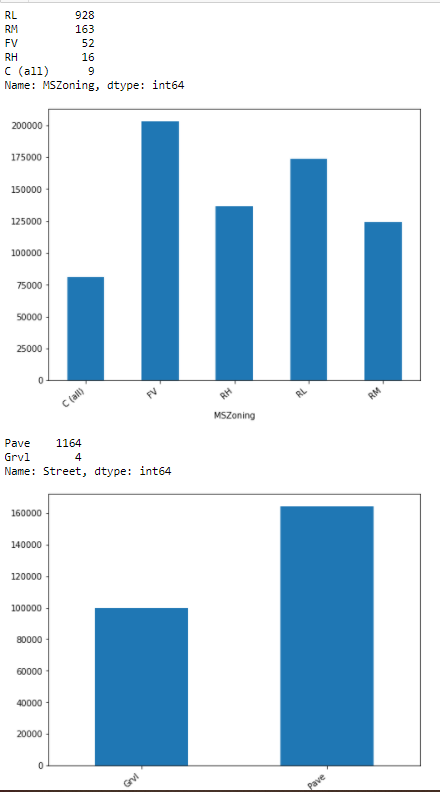 RL 928
RM 163
FV 52
RH 16
C (all) 9
Name: MSZoning, dtype: int64
200000
175000
150000
125000
100000
75000
50000
25000
0
C (all) FV RH RL RM
MSZoning
Pave 1164
Grvl 4
Name: Street, dtype: int64
160000
140000
120000
100000
80000
60000
40000
20000
0
Grvl Pave